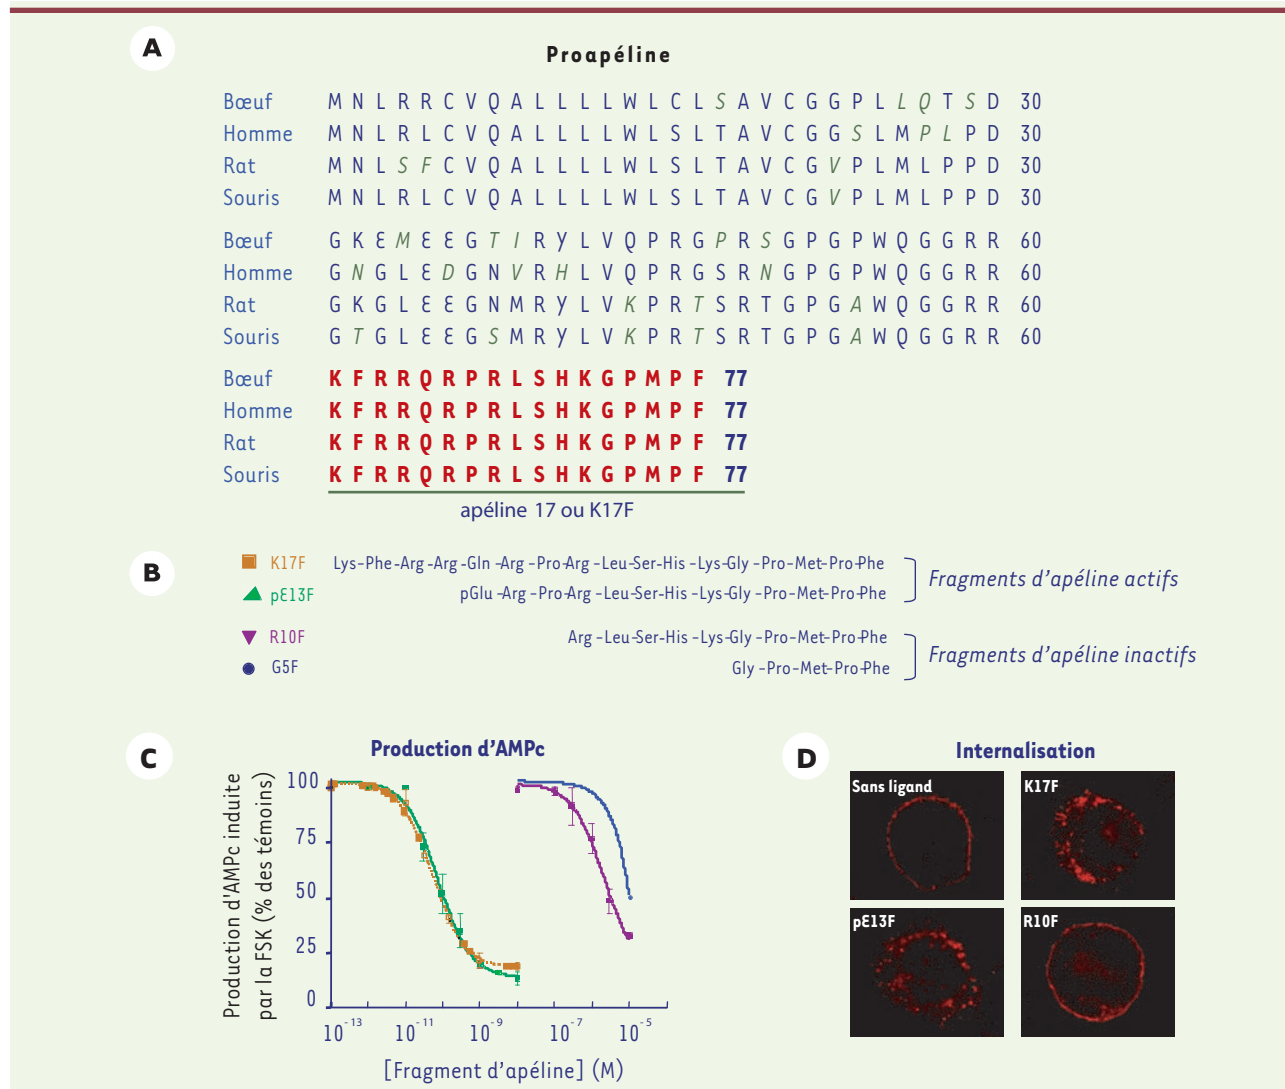 A
Proapéline
Bœuf M N L R R C V Q A L L L L W L C L S A V C G G P L L Q T S D 30
Homme M N L R L C V Q A L L L L W L S L T A V C G G S L M P L P D 30
Rat M N L S F C V Q A L L L L W L S L T A V C G V P L M L P P D 30
Souris M N L R L C V Q A L L L L W L S L T A V C G V P L M L P P D 30
Bœuf G K E M E E G T I R Y L V Q P R G P R S G P G P W Q G G R R 60
Homme G N G L E D G N V R H L V Q P R G S R N G P G P W Q G G R R 60
Rat G K G L E E G N M R Y L V K P R T S R T G P G A W Q G G R R 60
Souris G T G L E E G S M R Y L V K P R T S R T G P G A W Q G G R R 60
Bœuf K F R R Q R P R L S H K G P M P F 77
Homme K F R R Q R P R L S H K G P M P F 77
Rat K F R R Q R P R L S H K G P M P F 77
Souris K F R R Q R P R L S H K G P M P F 77
apéline 17 ou K17F
B
K17F Lys-Phe-Arg-Arg-Gln-Arg-Pro-Arg-Leu-Ser-His-Lys-Gly-Pro-Met-Pro-Phe
pE13F pGlu-Arg-Pro-Arg-Leu-Ser-His-Lys-Gly-Pro-Met-Pro-Phe
Fragments d'apéline actifs
R10F Arg-Leu-Ser-His-Lys-Gly-Pro-Met-Pro-Phe
G5F Gly-Pro-Met-Pro-Phe
Fragments d'apéline inactifs
C
Production d'AMPc
Production d'AMPc induite
par la FSK (% des témoins)
100
75
50
25
0
10-13 10-11 10-9 10-7 10-5
[Fragment d'apéline] (M)
D
Internalisation
Sans ligand
K17F
pE13F
R10F